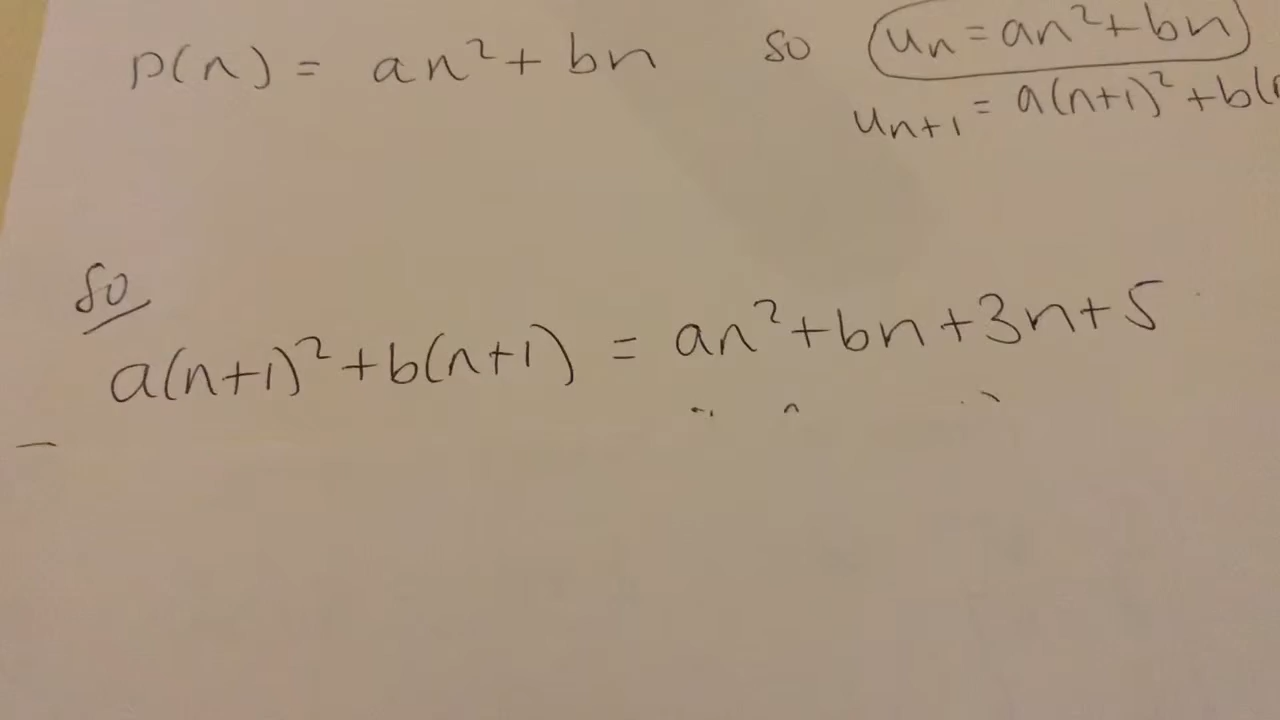 p(n) = an² + bn so uₙ = an² + bn
uₙ₊₁ = a(n+1)² + b(
so
a(n+1)² + b(n+1) = an² + bn + 3n + 5